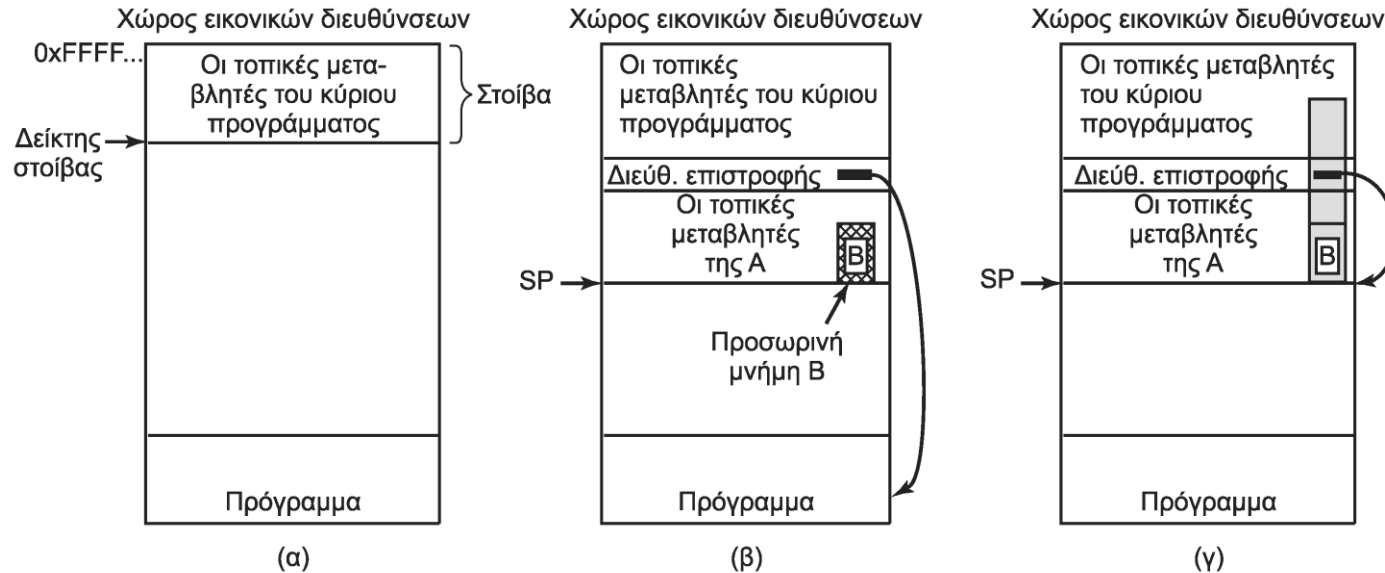 Χώρος εικονικών διευθύνσεων
0xFFFF...
Οι τοπικές μετα-
βλητές του κύριου
προγράμματος
Στοίβα
Δείκτης
στοίβας
Πρόγραμμα
(α)
Χώρος εικονικών διευθύνσεων
Οι τοπικές
μεταβλητές του κύριου
προγράμματος
Διεύθ. επιστροφής
Οι τοπικές
μεταβλητές
της Α
B
SP
Προσωρινή
μνήμη Β
Πρόγραμμα
(β)
Χώρος εικονικών διευθύνσεων
Οι τοπικές μεταβλητές
του κύριου
προγράμματος
Διεύθ. επιστροφής
Οι τοπικές
μεταβλητές
της Α
B
SP
Πρόγραμμα
(γ)